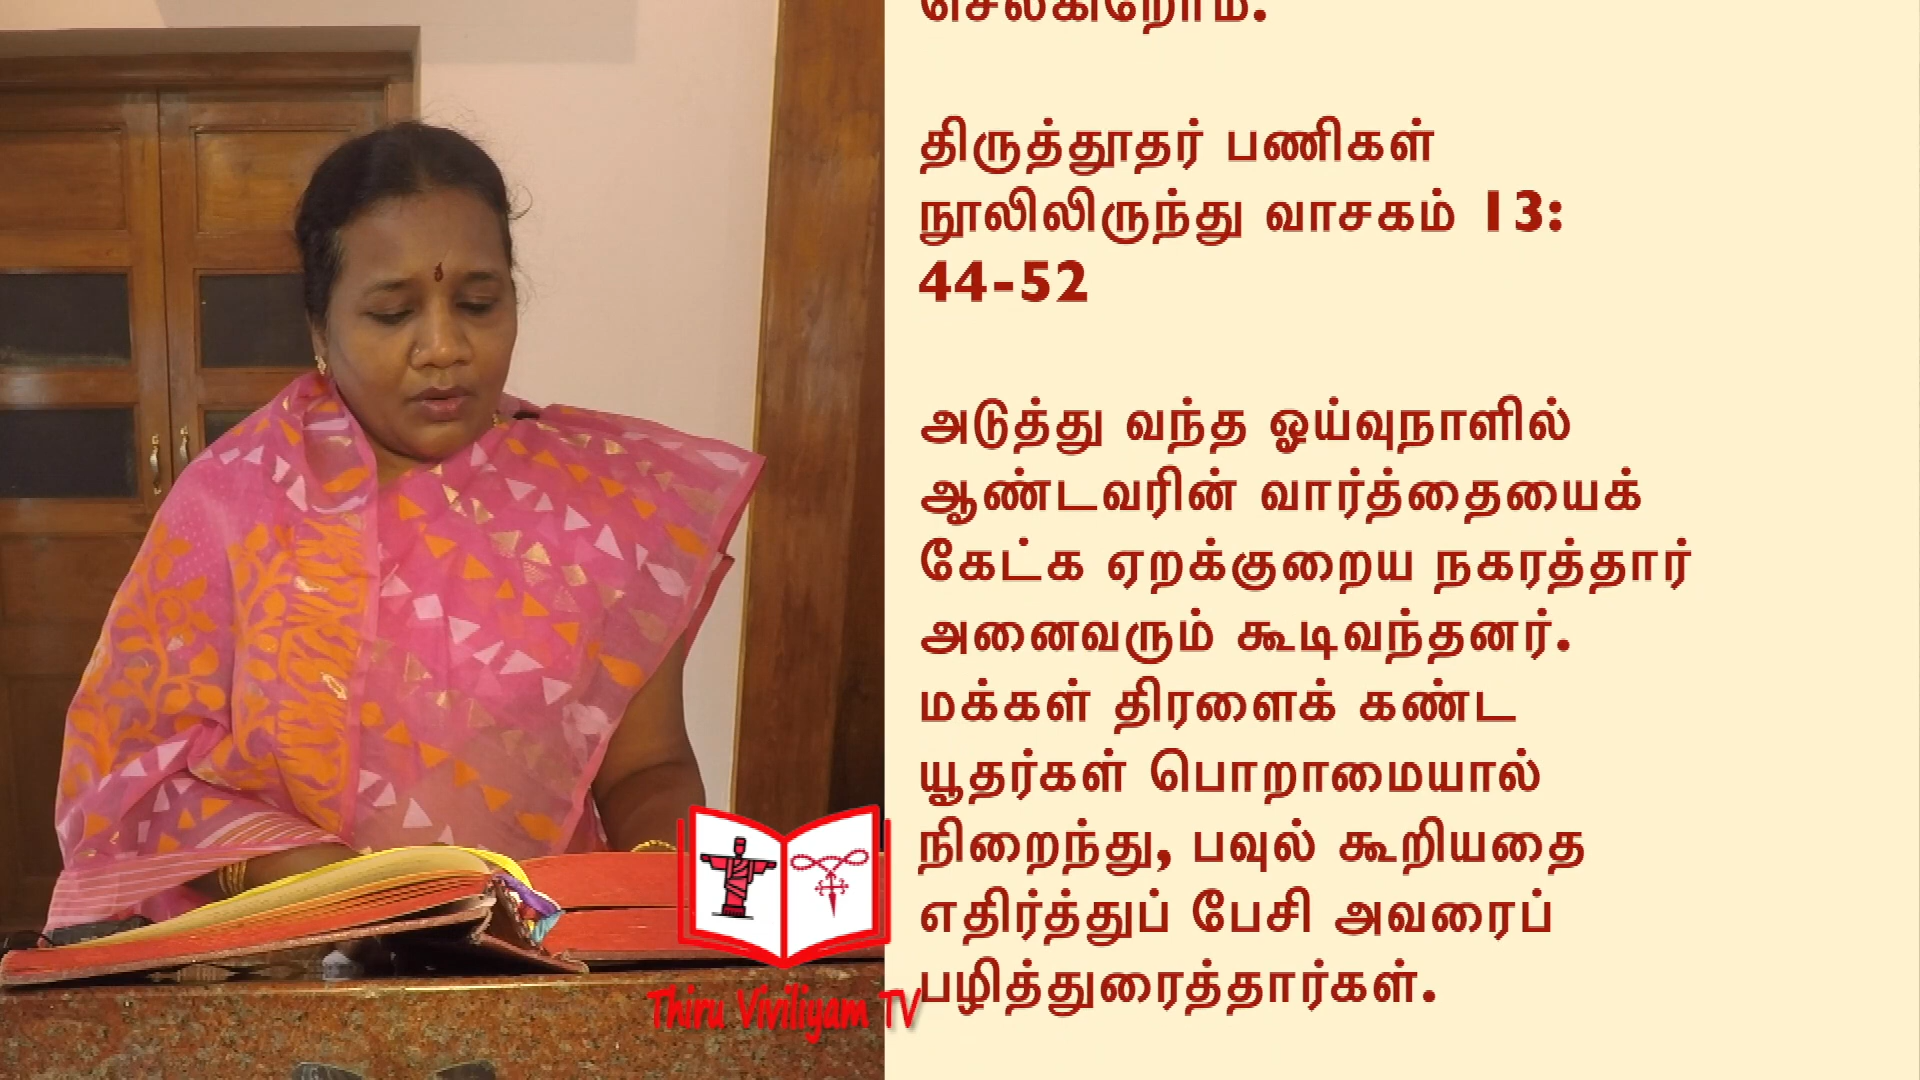 செல்கிறோம்.
திருத்தூதர் பணிகள்
நூலிலிருந்து வாசகம் 13:
44-52
அடுத்து வந்த ஓய்வுநாளில்
ஆண்டவரின் வார்த்தையைக்
கேட்க ஏறக்குறைய நகரத்தார்
அனைவரும் கூடிவந்தனர்.
மக்கள் திரளைக் கண்ட
யூதர்கள் பொறாமையால்
நிறைந்து, பவுல் கூறியதை
எதிர்த்துப் பேசி அவரைப்
பழித்துரைத்தார்கள்.
Thiru Viviliyam TV